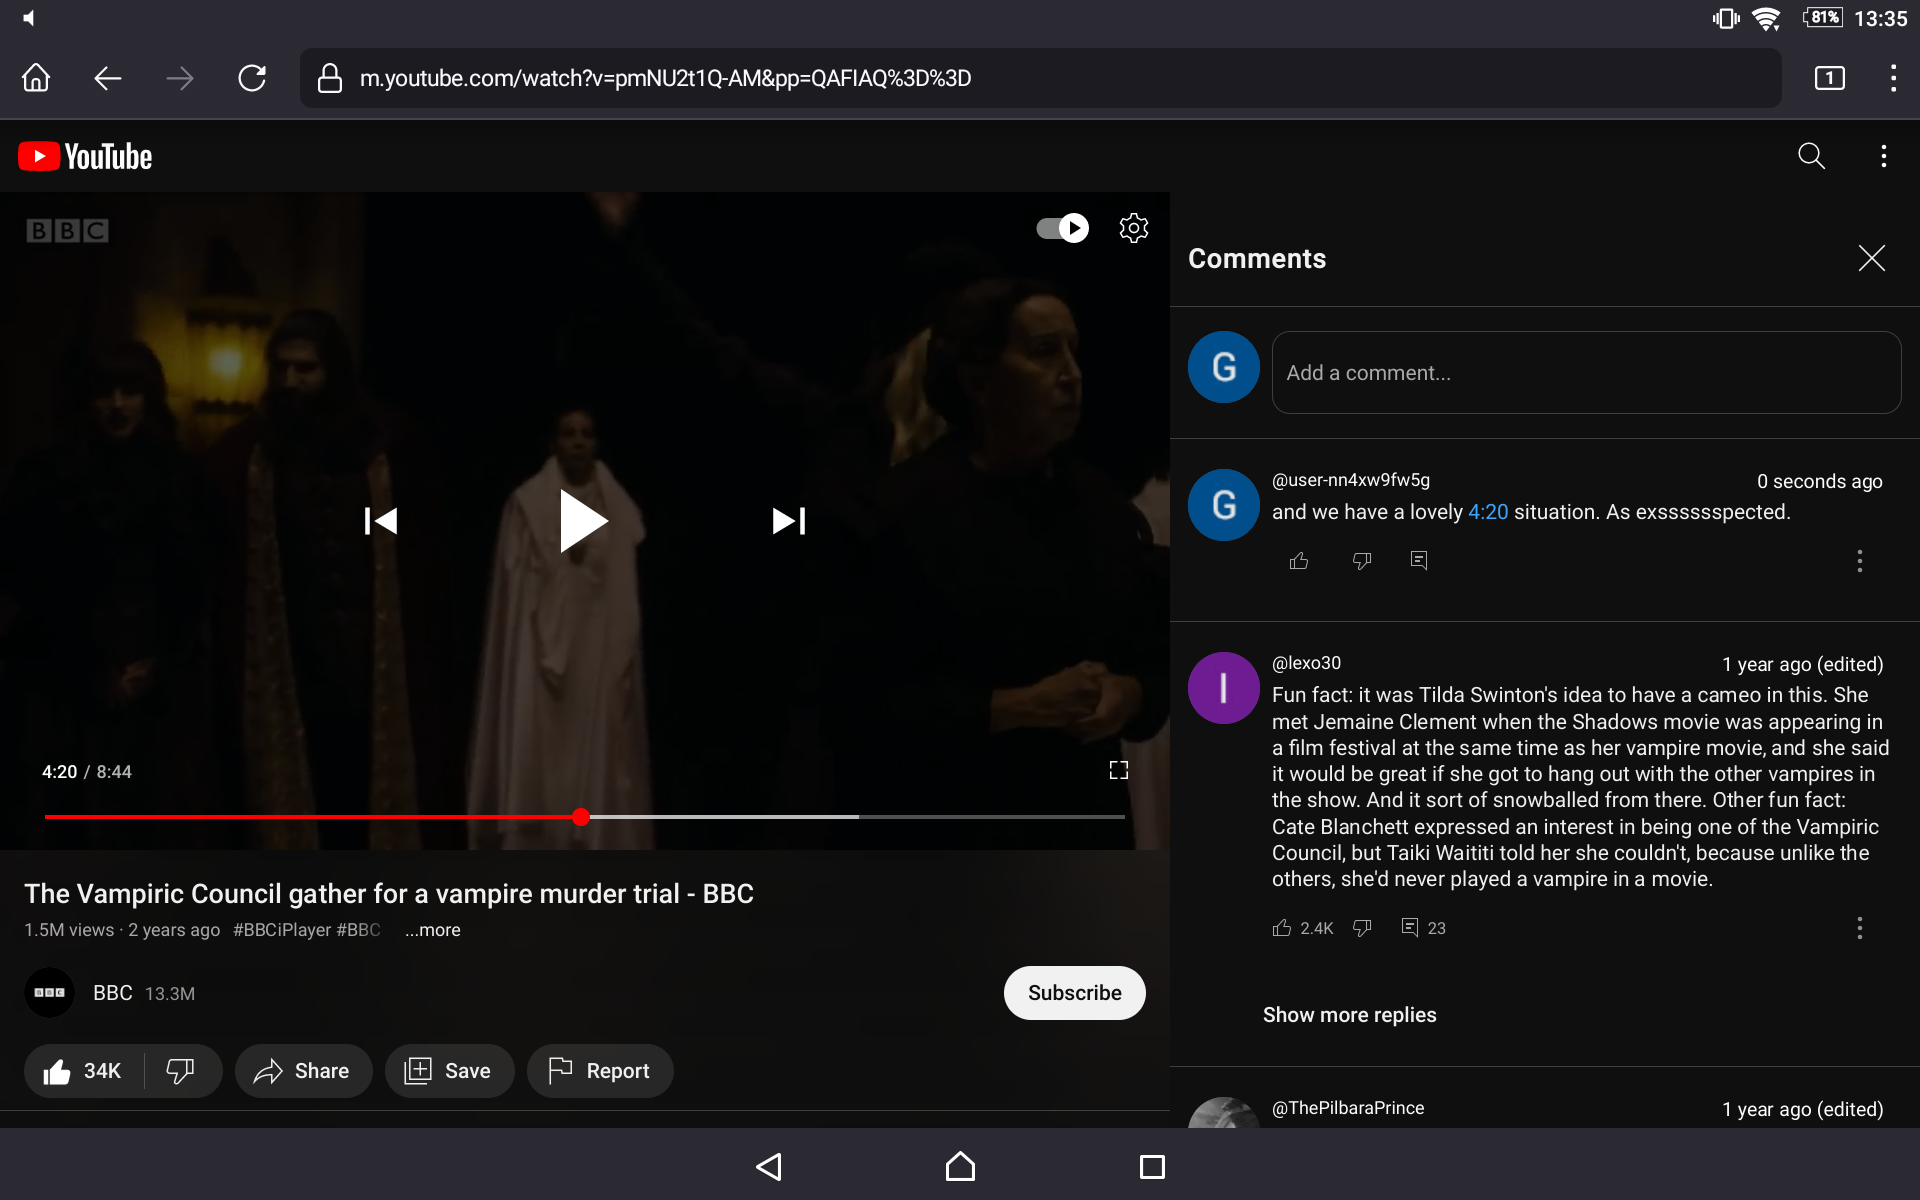 81% 13:35
m.youtube.com/watch?v=pmNU2t1Q-AM&pp=QAFIAQ%3D%3D
1
YouTube
BBC
Comments
G
Add a comment...
G
@user-nn4xw9fw5g
0 seconds ago
and we have a lovely 4:20 situation. As exsssssspected.
I
@lexo30
1 year ago (edited)
Fun fact: it was Tilda Swinton's idea to have a cameo in this. She
met Jemaine Clement when the Shadows movie was appearing in
a film festival at the same time as her vampire movie, and she said
it would be great if she got to hang out with the other vampires in
the show. And it sort of snowballed from there. Other fun fact:
Cate Blanchett expressed an interest in being one of the Vampiric
Council, but Taiki Waititi told her she couldn't, because unlike the
others, she'd never played a vampire in a movie.
2.4K
23
Show more replies
@ThePilbaraPrince
1 year ago (edited)
4:20 / 8:44
The Vampiric Council gather for a vampire murder trial - BBC
1.5M views · 2 years ago #BBCiPlayer #BBC ...more
BBC
BBC 13.3M
Subscribe
34K
Share
Save
Report